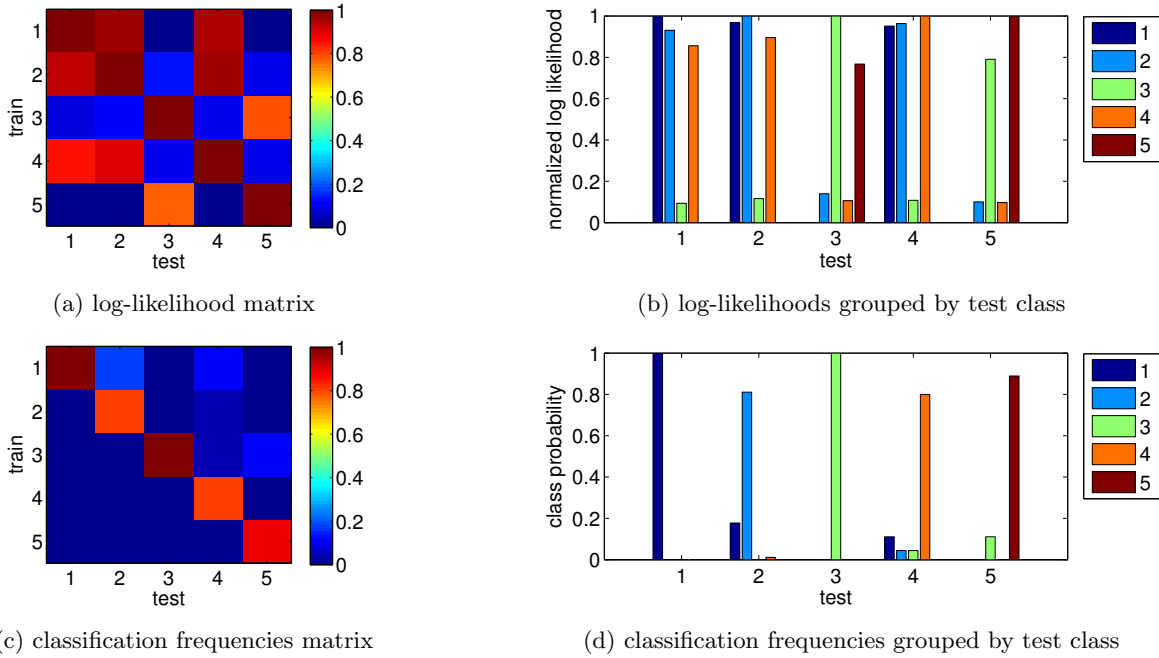 1
2
3
4
5
train
1 2 3 4 5
test
1
0.8
0.6
0.4
0.2
0
(a) log-likelihood matrix
1
0.8
0.6
0.4
0.2
0
normalized log likelihood
1 2 3 4 5
test
1
2
3
4
5
(b) log-likelihoods grouped by test class
1
2
3
4
5
train
1 2 3 4 5
test
1
0.8
0.6
0.4
0.2
0
(c) classification frequencies matrix
1
0.8
0.6
0.4
0.2
0
class probability
1 2 3 4 5
test
1
2
3
4
5
(d) classification frequencies grouped by test class